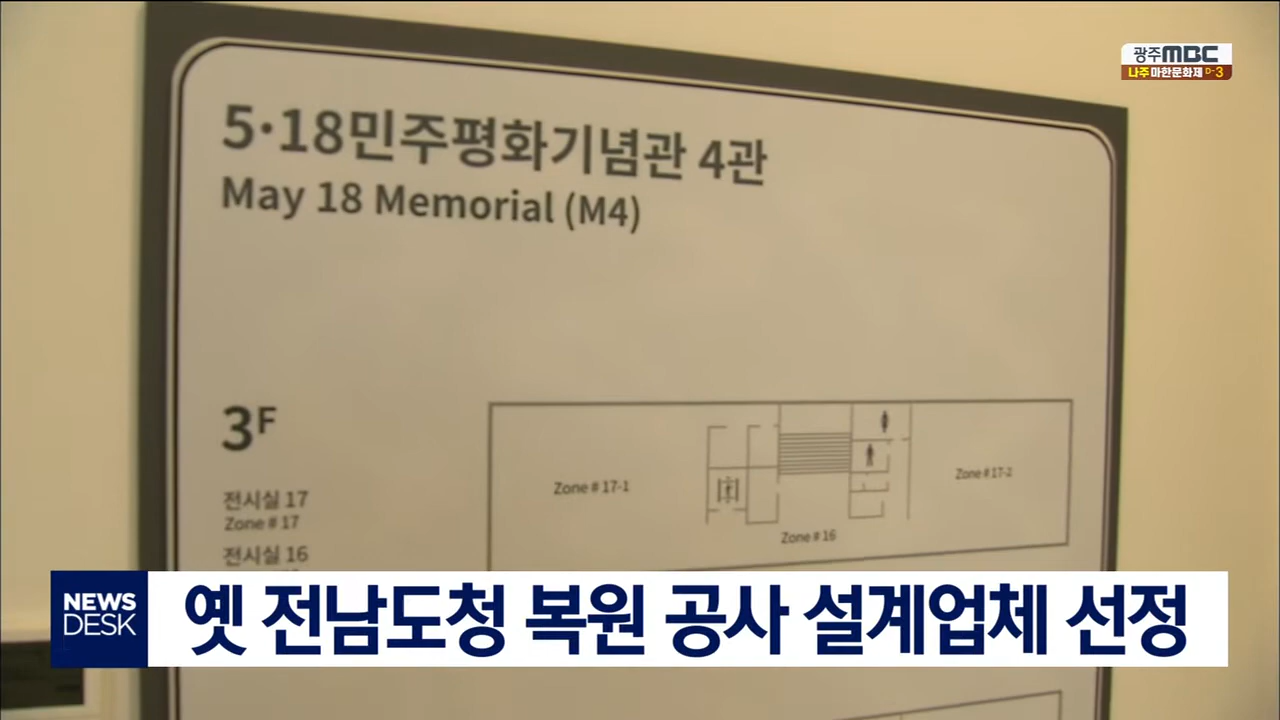 광주MBC
나주마한문화제 D-3
5·18민주평화기념관 4관
May 18 Memorial (M4)
3F
전시실 17
Zone # 17
Zone # 17-1
Zone # 17-2
전시실 16
Zone # 16
NEWS DESK
옛 전남도청 복원 공사 설계업체 선정